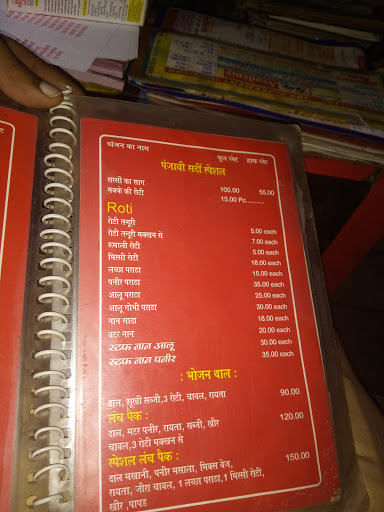 व्यंजन का नाम फुल प्लेट हाफ प्लेट
पंजाबी सर्दी स्पेशल
सरसों का साग 100.00 55.00
मक्के की रोटी 15.00 Pc..........
Roti
रोटी तन्दूरी 5.00 each
रोटी तन्दूरी मक्खन से 7.00 each
रूमाली रोटी 5.00 each
मिस्सी रोटी 18.00 each
लच्छा पराठा 15.00 each
पनीर पराठा 35.00 each
आलू पराठा 25.00 each
आलू गोभी पराठा 30.00 each
नान सादा 18.00 each
बटर नान 20.00 each
स्टफ नान आलू 30.00 each
स्टफ नान पनीर 35.00 each
: भोजन थाल :
दाल, सूखी सब्जी,3 रोटी, चावल, रायता 90.00
लंच पैक :
दाल, मटर पनीर, रायता, सब्जी, खीर 120.00
चावल,3 रोटी मक्खन से
स्पेशल लंच पैक :
दाल मखानी, पनीर मसाला, मिक्स वेज, 150.00
रायता, जीरा चावल, 1 लच्छा पराठा,1 मिस्सी रोटी,
खीर ,पापड